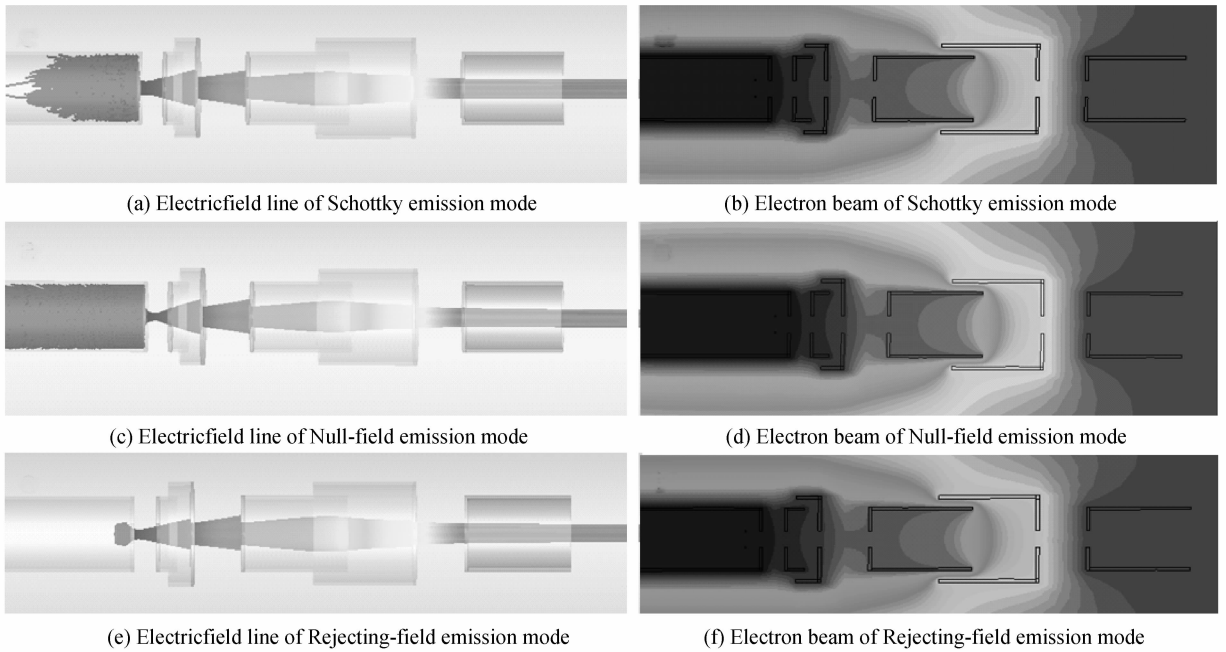 (a) Electricfield line of Schottky emission mode
(b) Electron beam of Schottky emission mode
(c) Electricfield line of Null-field emission mode
(d) Electron beam of Null-field emission mode
(e) Electricfield line of Rejecting-field emission mode
(f) Electron beam of Rejecting-field emission mode